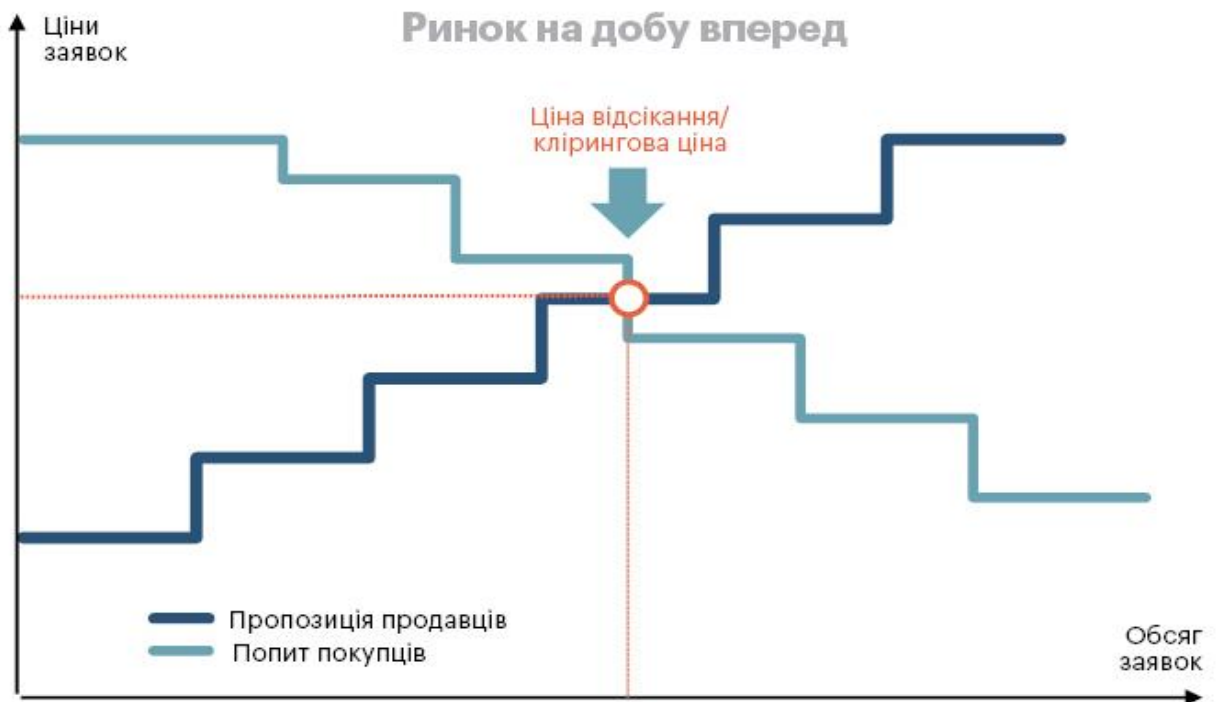 Ціни
заявок
Ринок на добу вперед
Ціна відсікання/
клірингова ціна
Пропозиція продавців
Попит покупців
Обсяг
заявок